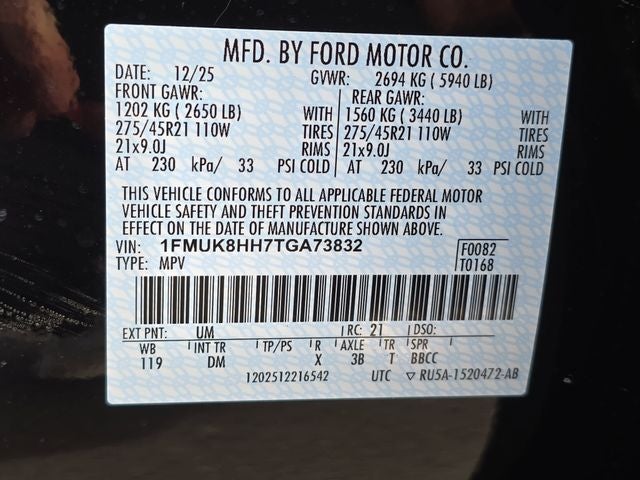 MFD. BY FORD MOTOR CO.
DATE: 12/25 GVWR: 2694 KG ( 5940 LB)
FRONT GAWR: REAR GAWR:
1202 KG ( 2650 LB) WITH 1560 KG ( 3440 LB) WITH
275/45R21 110W TIRES 275/45R21 110W TIRES
21x9.0J RIMS 21x9.0J RIMS
AT 230 kPa/ 33 PSI COLD AT 230 kPa/ 33 PSI COLD
THIS VEHICLE CONFORMS TO ALL APPLICABLE FEDERAL MOTOR
VEHICLE SAFETY AND THEFT PREVENTION STANDARDS IN
EFFECT ON THE DATE OF MANUFACTURE SHOWN ABOVE.
VIN: 1FMUK8HH7TGA73832 F0082
TYPE: MPV T0168
EXT PNT: UM RC: 21 DSO:
WB INT TR TP/PS R AXLE TR SPR
119 DM X 3B T BBCC
1202512216542 UTC ▽ RU5A-1520472-AB